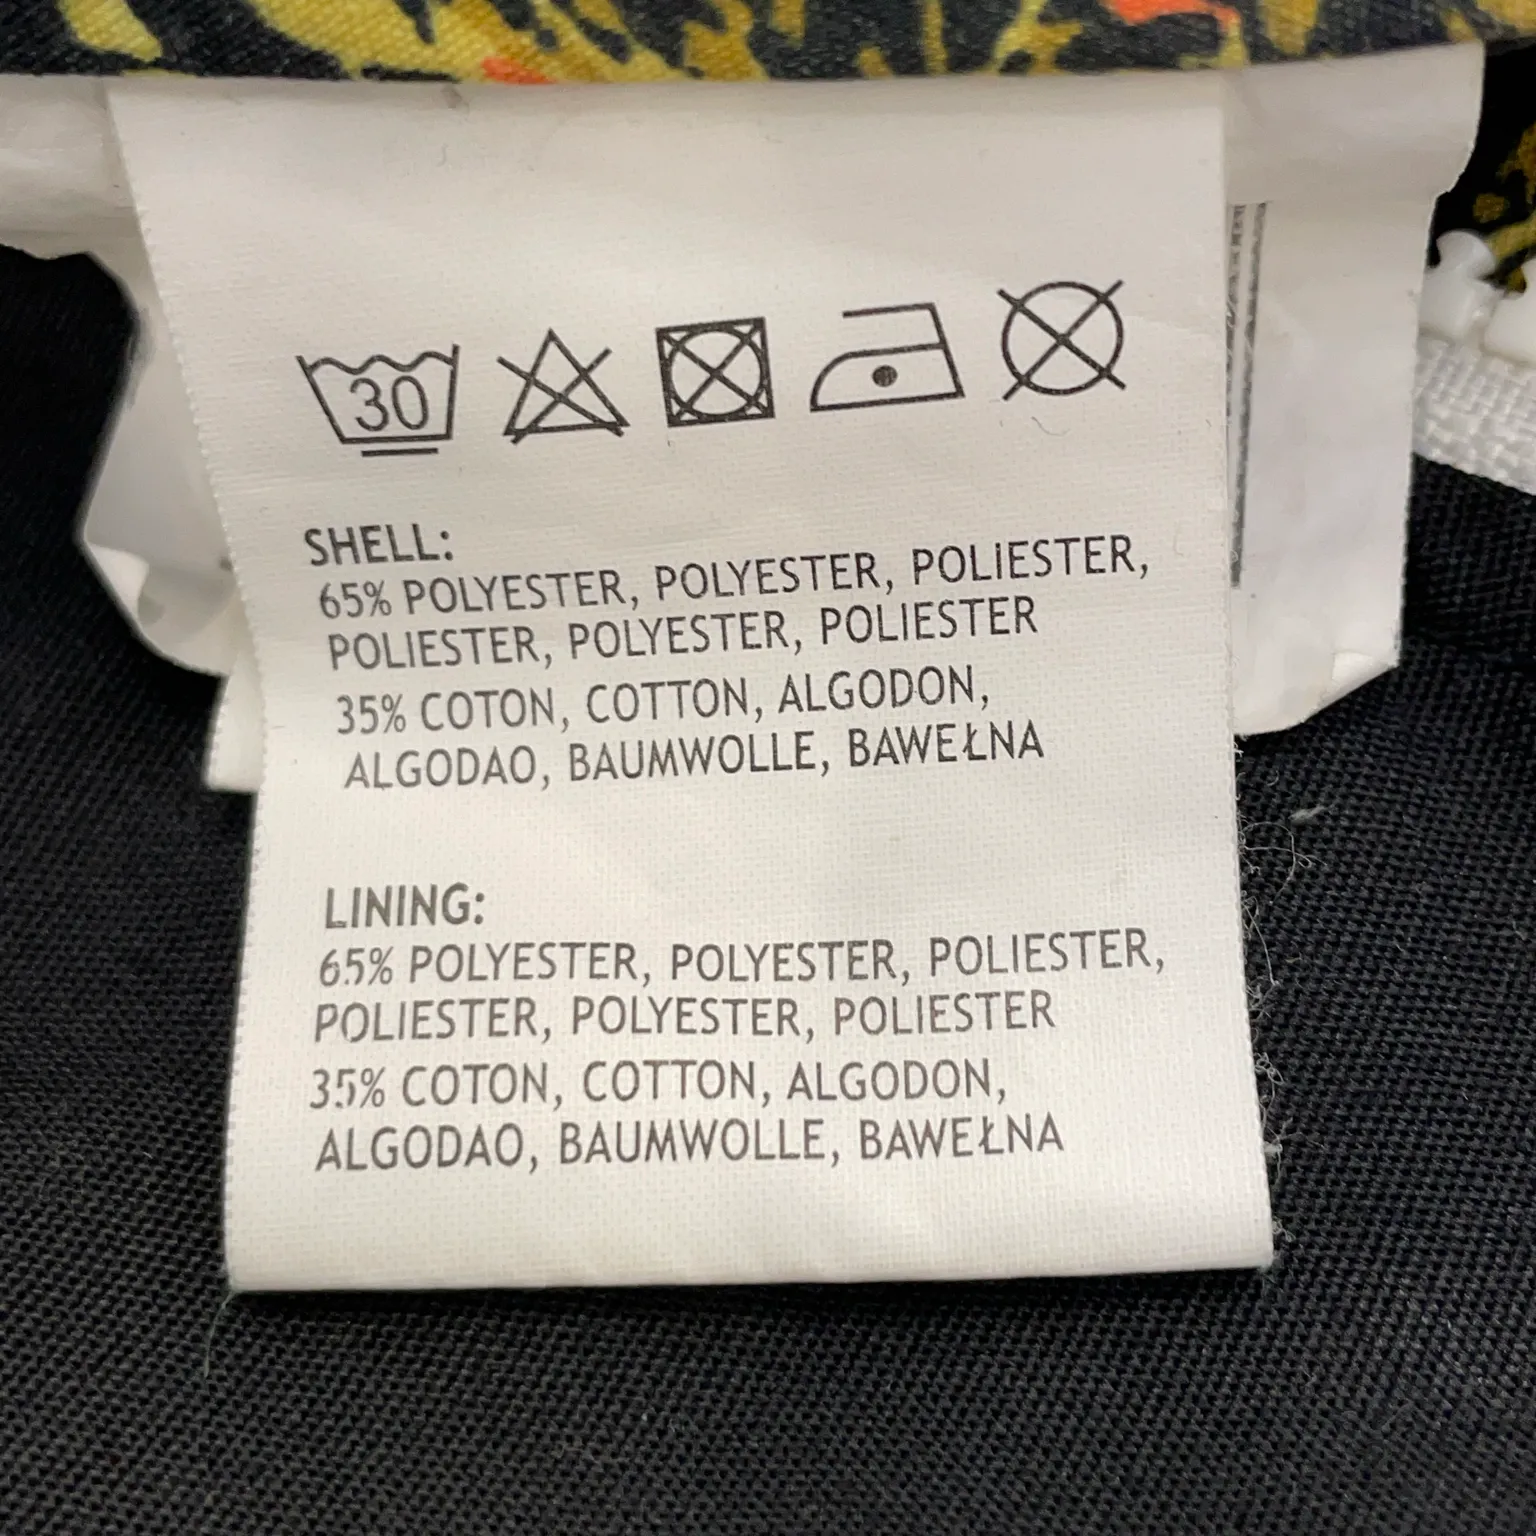 30
SHELL:
65% POLYESTER, POLYESTER, POLIESTER,
POLIESTER, POLYESTER, POLIESTER
35% COTON, COTTON, ALGODON,
ALGODAO, BAUMWOLLE, BAWEŁNA
LINING:
65% POLYESTER, POLYESTER, POLIESTER,
POLIESTER, POLYESTER, POLIESTER
35% COTON, COTTON, ALGODON,
ALGODAO, BAUMWOLLE, BAWEŁNA